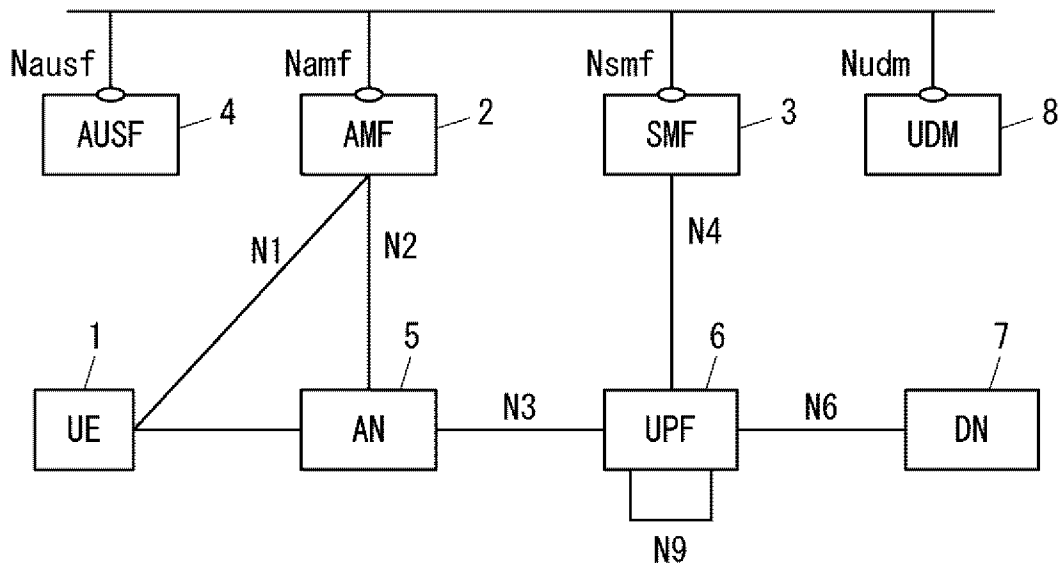 Nausf Namf Nsmf Nudm
AUSF 4 AMF 2 SMF 3 UDM 8
N1 N2 N4
1 5 6 7
UE AN N3 UPF N6 DN
N9